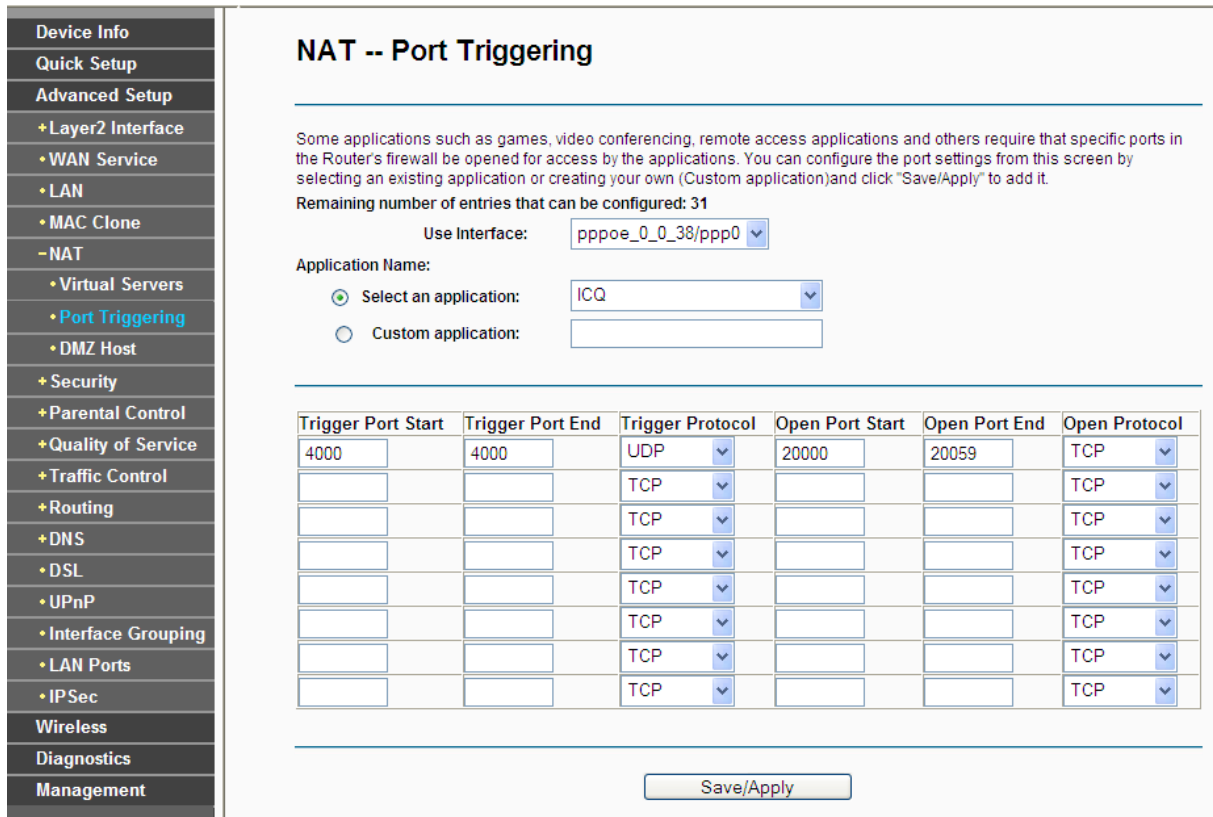 Device Info
Quick Setup
Advanced Setup
+Layer2 Interface
•WAN Service
•LAN
•MAC Clone
-NAT
•Virtual Servers
•Port Triggering
•DMZ Host
+Security
+Parental Control
+Quality of Service
+Traffic Control
+Routing
+DNS
•DSL
•UPnP
•Interface Grouping
•LAN Ports
•IPSec
Wireless
Diagnostics
Management
NAT -- Port Triggering
Some applications such as games, video conferencing, remote access applications and others require that specific ports in
the Router's firewall be opened for access by the applications. You can configure the port settings from this screen by
selecting an existing application or creating your own (Custom application)and click "Save/Apply" to add it.
Remaining number of entries that can be configured: 31
Use Interface: pppoe_0_0_38/ppp0
Application Name:
Select an application: ICQ
Custom application:
Trigger Port Start Trigger Port End Trigger Protocol Open Port Start Open Port End Open Protocol
4000 4000 UDP 20000 20059 TCP
TCP TCP
TCP TCP
TCP TCP
TCP TCP
TCP TCP
TCP TCP
TCP TCP
Save/Apply